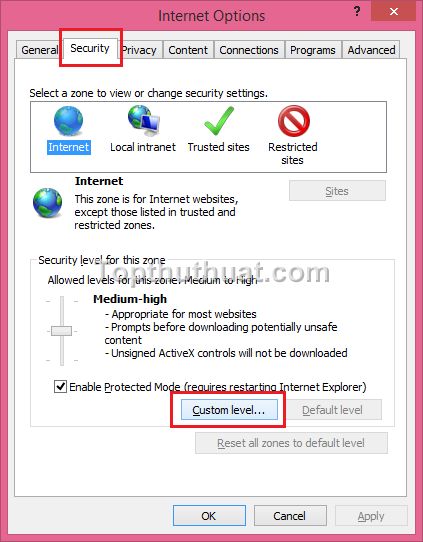 Internet Options
? ×
General Security Privacy Content Connections Programs Advanced
Select a zone to view or change security settings.
Internet Local intranet Trusted sites Restricted
sites
Internet
Sites
This zone is for Internet websites,
except those listed in trusted and
restricted zones.
Security level for this zone
Topthuthuat.com
Allowed levels for this zone: Medium to High
Medium-high
- Appropriate for most websites
- Prompts before downloading potentially unsafe
content
- Unsigned ActiveX controls will not be downloaded
Enable Protected Mode (requires restarting Internet Explorer)
Custom level... Default level
Reset all zones to default level
OK Cancel Apply